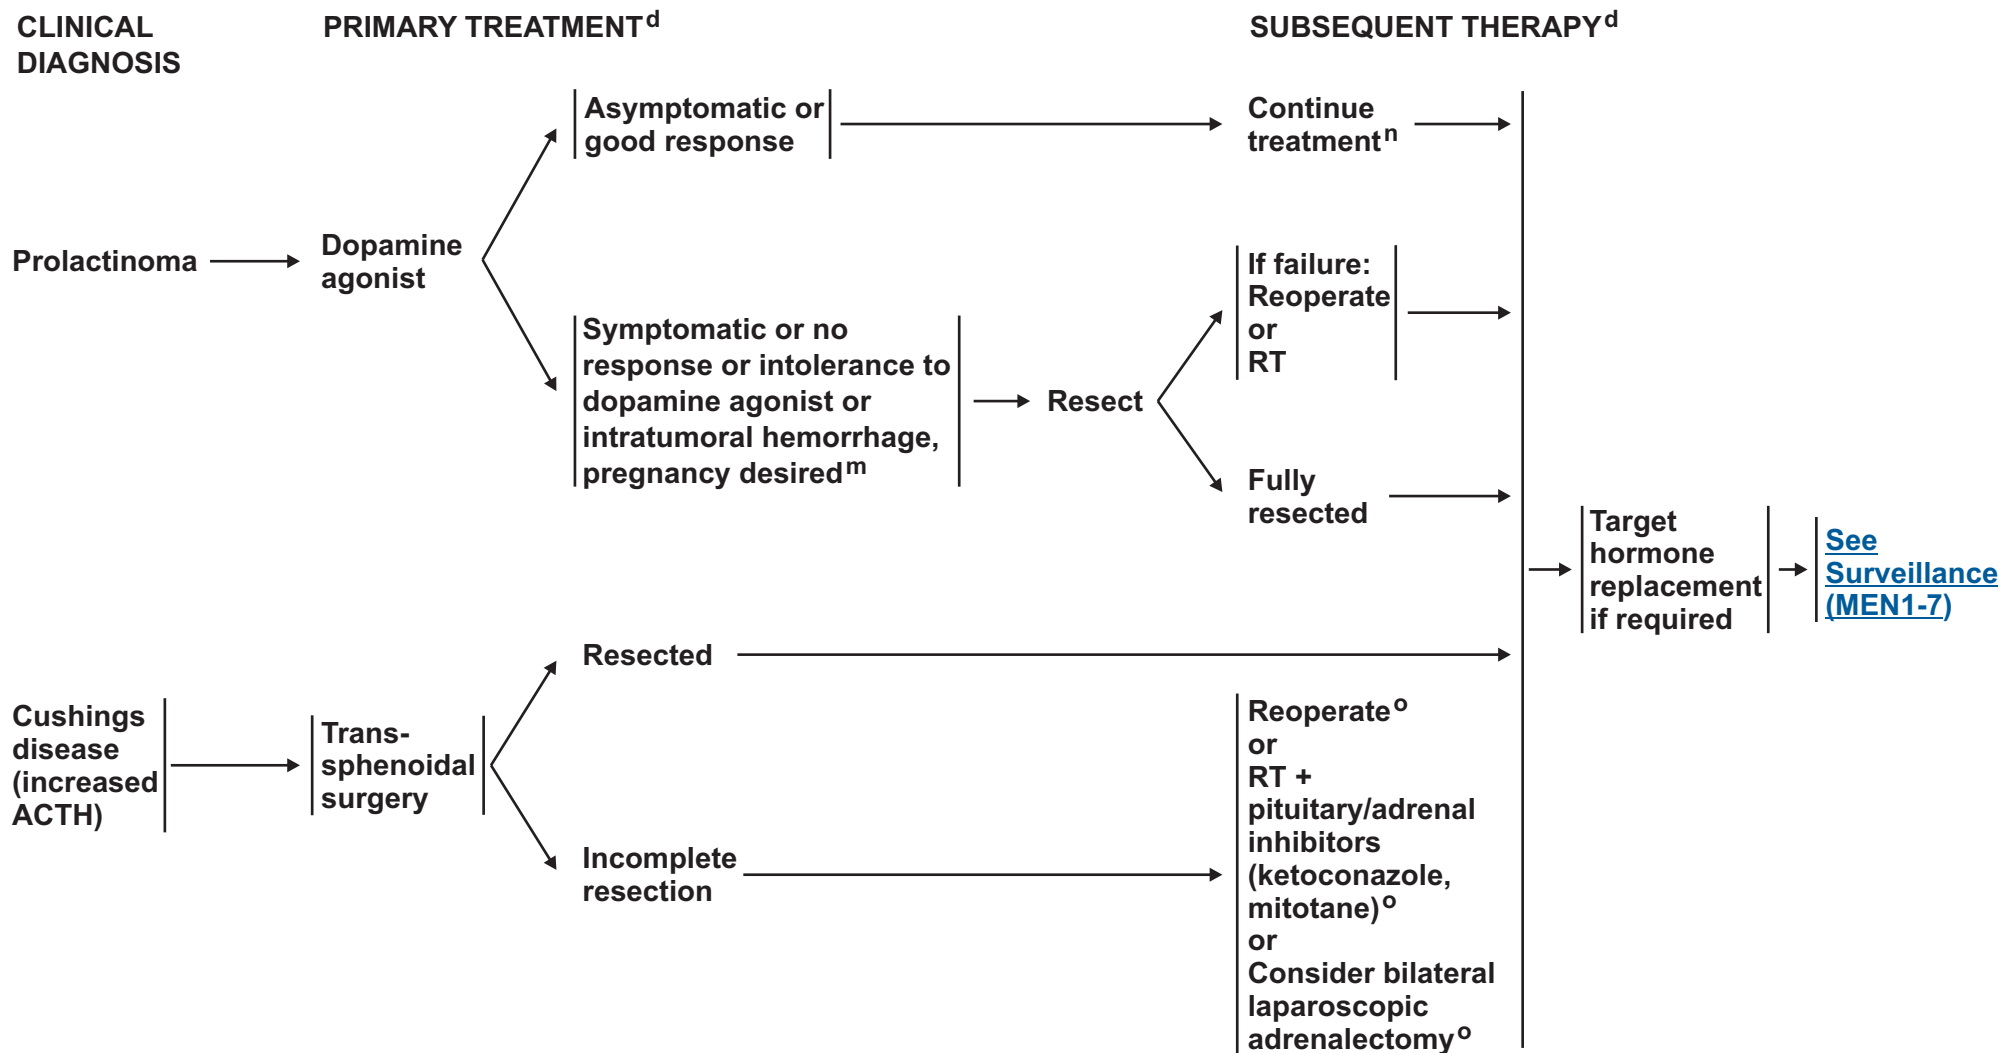 CLINICAL
DIAGNOSIS
PRIMARY TREATMENTᵈ
SUBSEQUENT THERAPYᵈ
Prolactinoma
Dopamine
agonist
Asymptomatic or
good response
Continue
treatmentⁿ
Symptomatic or no
response or intolerance to
dopamine agonist or
intratumoral hemorrhage,
pregnancy desiredᵐ
Resect
If failure:
Reoperate
or
RT
Fully
resected
Cushings
disease
(increased
ACTH)
Trans-
sphenoidal
surgery
Resected
Incomplete
resection
Reoperateᵒ
or
RT +
pituitary/adrenal
inhibitors
(ketoconazole,
mitotane)ᵒ
or
Consider bilateral
laparoscopic
adrenalectomyᵒ
Target
hormone
replacement
if required
See
Surveillance
(MEN1-7)